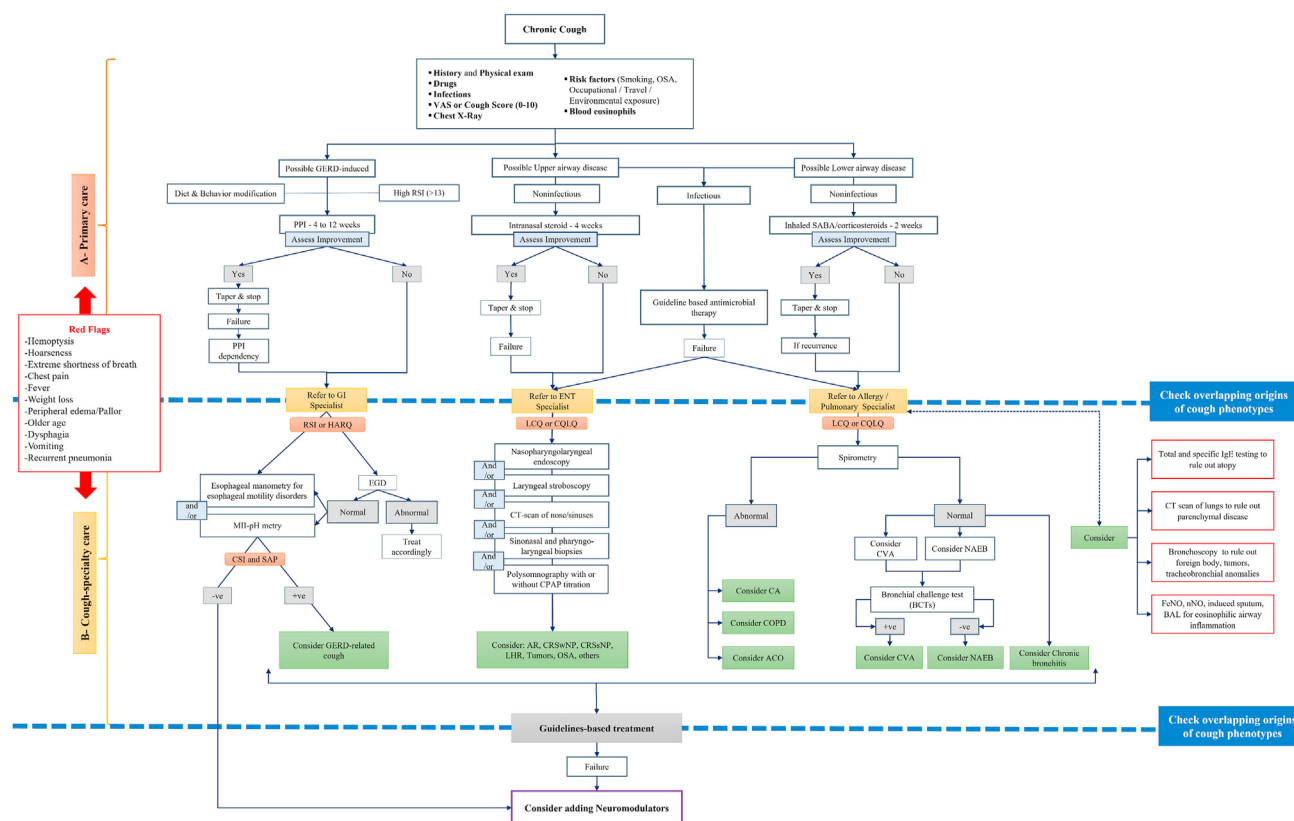 Chronic Cough
▪ History and Physical exam
▪ Drugs
▪ Infections
▪ VAS or Cough Score (0-10)
▪ Chest X-Ray
▪ Risk factors (Smoking, OSA,
Occupational / Travel /
Environmental exposure)
▪ Blood eosinophils
Possible GERD-induced
Possible Upper airway disease
Possible Lower airway disease
Diet & Behavior modification
High RSI (>13)
Noninfectious
Infectious
Noninfectious
PPI - 4 to 12 weeks
Assess Improvement
Intranasal steroid - 4 weeks
Assess Improvement
Inhaled SABA/corticosteroids - 2 weeks
Assess Improvement
Yes
No
Yes
No
Yes
No
Taper & stop
Failure
PPI
dependency
Taper & stop
Failure
Guideline based antimicrobial
therapy
Failure
Taper & stop
If recurrence
A- Primary care
Red Flags
-Hemoptysis
-Hoarseness
-Extreme shortness of breath
-Chest pain
-Fever
-Weight loss
-Peripheral edema/Pallor
-Older age
-Dysphagia
-Vomiting
-Recurrent pneumonia
B- Cough-specialty care
Refer to GI
Specialist
Refer to ENT
Specialist
Refer to Allergy /
Pulmonary Specialist
Check overlapping origins
of cough phenotypes
RSI or HARQ
LCQ or CQLQ
LCQ or CQLQ
Esophageal manometry for
esophageal motility disorders
and
/or
MII-pH metry
EGD
Normal
Abnormal
Treat
accordingly
CSI and SAP
-ve
+ve
Consider GERD-related
cough
Nasopharyngolaryngeal
endoscopy
And
/or
Laryngeal stroboscopy
And
/or
CT-scan of nose/sinuses
And
/or
Sinonasal and pharyngo-
laryngeal biopsies
And
/or
Polysomnography with or
without CPAP titration
Consider: AR, CRSwNP, CRSsNP,
LHR, Tumors, OSA, others
Spirometry
Abnormal
Normal
Consider CA
Consider COPD
Consider ACO
Consider
CVA
Consider NAEB
Bronchial challenge test
(BCTs)
+ve
-ve
Consider CVA
Consider NAEB
Consider Chronic
bronchitis
Consider
Total and specific IgE testing to
rule out atopy
CT scan of lungs to rule out
parenchymal disease
Bronchoscopy to rule out
foreign body, tumors,
tracheobronchial anomalies
FeNO, nNO, induced sputum,
BAL for eosinophilic airway
inflammation
Guidelines-based treatment
Check overlapping origins
of cough phenotypes
Failure
Consider adding Neuromodulators